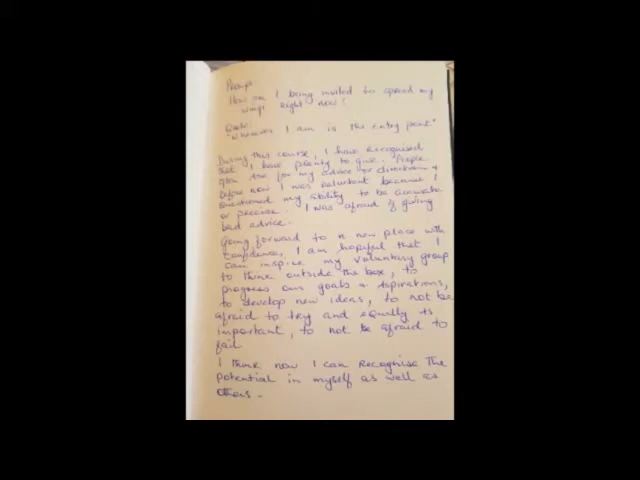 Prompt
How am I being invited to spread my
wings right now?
Quote:
"Wherever I am is the entry point"
During this course, I have recognised
that I have plenty to give. People
often ask for my advice or direction &
before now I was reluctant because I
questioned my ability to be accurate
or precise. I was afraid of giving
bad advice.
Going forward to a new place with
confidence, I am hopeful that I
can inspire my voluntary group
to think outside the box, to
progress our goals & aspirations,
to develop new ideas, to not be
afraid to try and equally as
important, to not be afraid to
fail
I think now I can recognise the
potential in myself as well as
others.